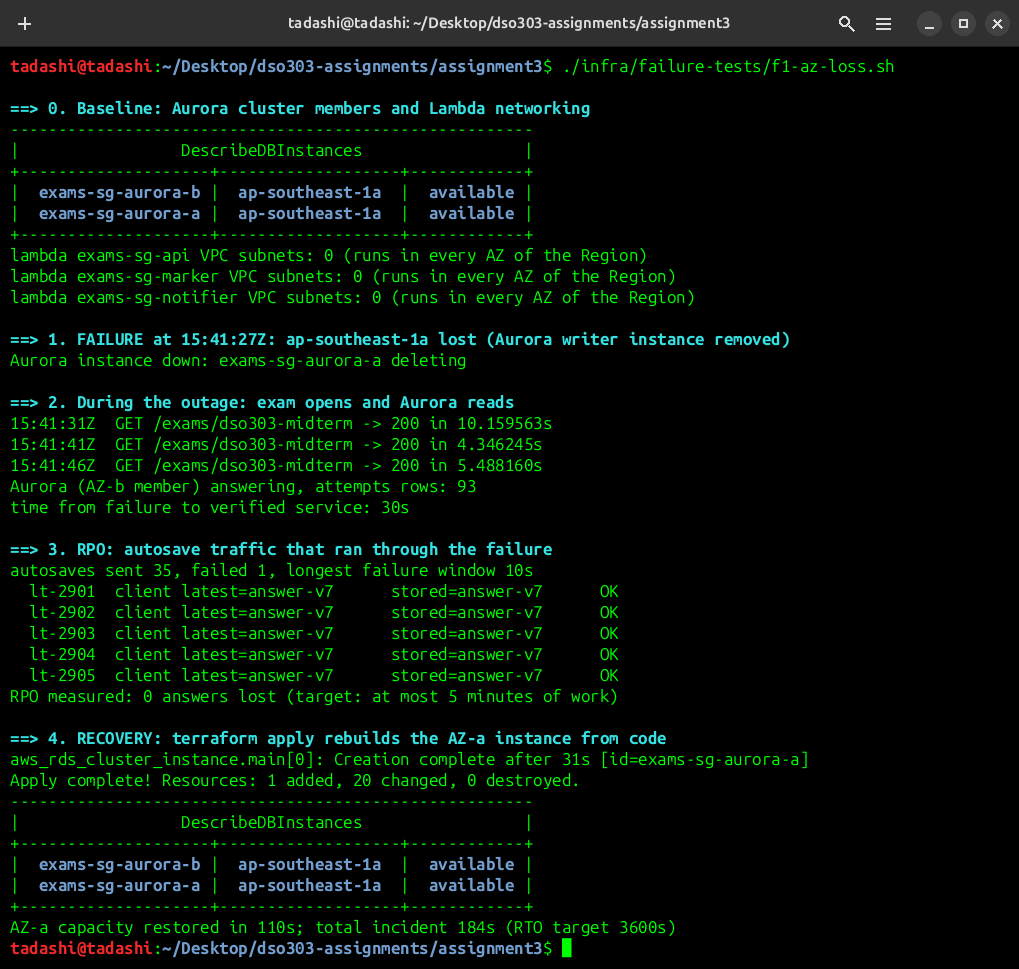 tadashi@tadashi: ~/Desktop/dso303-assignments/assignment3
tadashi@tadashi:~/Desktop/dso303-assignments/assignment3$ ./infra/failure-tests/f1-az-loss.sh
==> 0. Baseline: Aurora cluster members and Lambda networking
------------------------------------------------------
|                 DescribeDBInstances                 |
+--------------------+-------------------+------------+
|  exams-sg-aurora-b |  ap-southeast-1a  |  available |
|  exams-sg-aurora-a |  ap-southeast-1a  |  available |
+--------------------+-------------------+------------+
lambda exams-sg-api VPC subnets: 0 (runs in every AZ of the Region)
lambda exams-sg-marker VPC subnets: 0 (runs in every AZ of the Region)
lambda exams-sg-notifier VPC subnets: 0 (runs in every AZ of the Region)
==> 1. FAILURE at 15:41:27Z: ap-southeast-1a lost (Aurora writer instance removed)
Aurora instance down: exams-sg-aurora-a deleting
==> 2. During the outage: exam opens and Aurora reads
15:41:31Z  GET /exams/dso303-midterm -> 200 in 10.159563s
15:41:41Z  GET /exams/dso303-midterm -> 200 in 4.346245s
15:41:46Z  GET /exams/dso303-midterm -> 200 in 5.488160s
Aurora (AZ-b member) answering, attempts rows: 93
time from failure to verified service: 30s
==> 3. RPO: autosave traffic that ran through the failure
autosaves sent 35, failed 1, longest failure window 10s
  lt-2901  client latest=answer-v7      stored=answer-v7      OK
  lt-2902  client latest=answer-v7      stored=answer-v7      OK
  lt-2903  client latest=answer-v7      stored=answer-v7      OK
  lt-2904  client latest=answer-v7      stored=answer-v7      OK
  lt-2905  client latest=answer-v7      stored=answer-v7      OK
RPO measured: 0 answers lost (target: at most 5 minutes of work)
==> 4. RECOVERY: terraform apply rebuilds the AZ-a instance from code
aws_rds_cluster_instance.main[0]: Creation complete after 31s [id=exams-sg-aurora-a]
Apply complete! Resources: 1 added, 20 changed, 0 destroyed.
------------------------------------------------------
|                 DescribeDBInstances                 |
+--------------------+-------------------+------------+
|  exams-sg-aurora-b |  ap-southeast-1a  |  available |
|  exams-sg-aurora-a |  ap-southeast-1a  |  available |
+--------------------+-------------------+------------+
AZ-a capacity restored in 110s; total incident 184s (RTO target 3600s)
tadashi@tadashi:~/Desktop/dso303-assignments/assignment3$